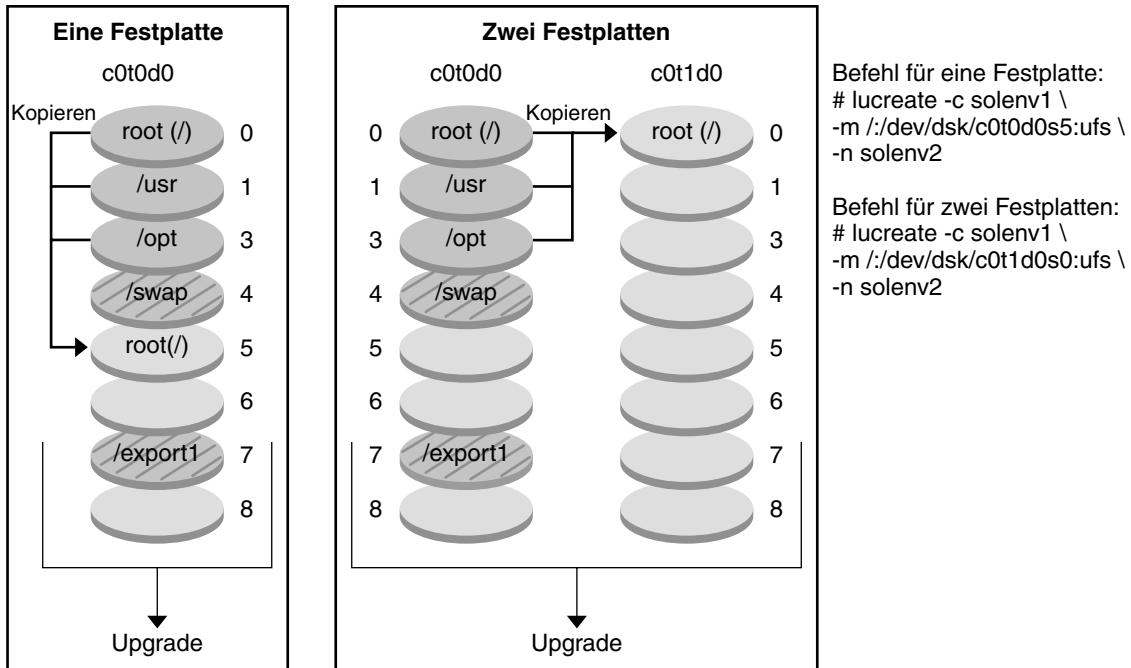 Eine Festplatte
c0t0d0
Kopieren
root (/) 0
/usr 1
/opt 3
/swap 4
root(/) 5
6
/export1 7
8
Upgrade
Zwei Festplatten
c0t0d0 c0t1d0
Kopieren
0 root (/) root (/) 0
1 /usr 1
3 /opt 3
4 /swap 4
5 5
6 6
7 /export1 7
8 8
Upgrade
Befehl für eine Festplatte:
# lucreate -c solenv1 \
-m /:/dev/dsk/c0t0d0s5:ufs \
-n solenv2
Befehl für zwei Festplatten:
# lucreate -c solenv1 \
-m /:/dev/dsk/c0t1d0s0:ufs \
-n solenv2